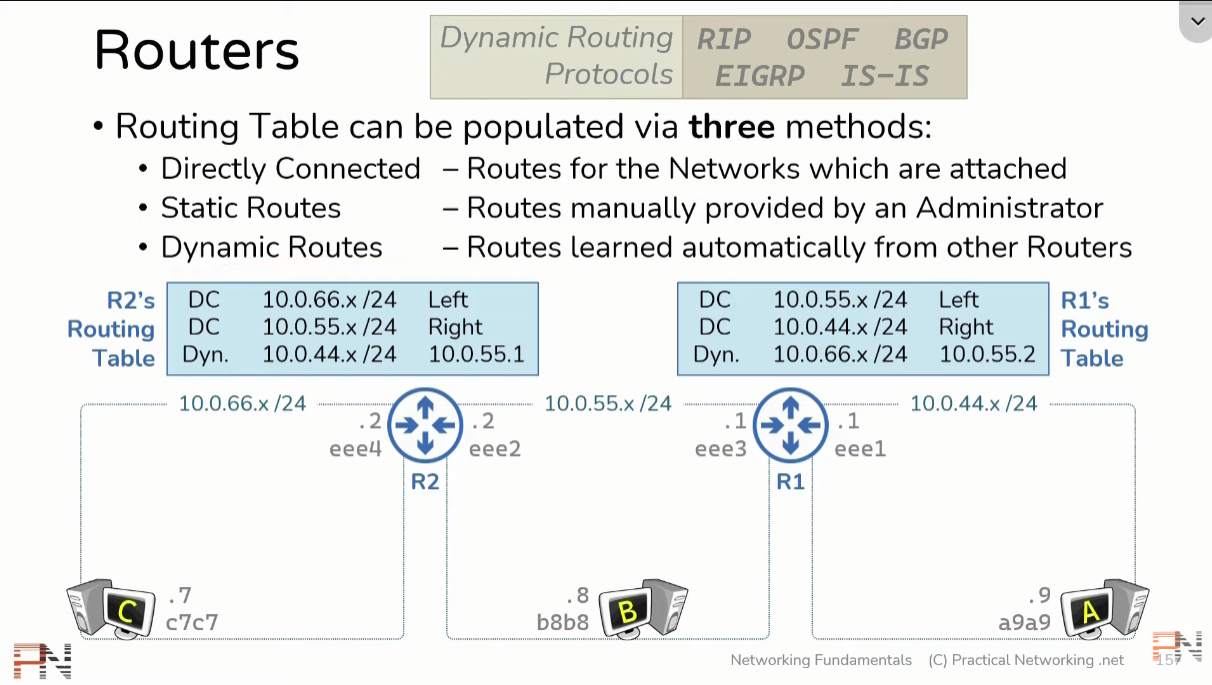 Routers
Dynamic Routing
Protocols
RIP OSPF BGP
EIGRP IS-IS
• Routing Table can be populated via three methods:
• Directly Connected – Routes for the Networks which are attached
• Static Routes – Routes manually provided by an Administrator
• Dynamic Routes – Routes learned automatically from other Routers
R2's
Routing
Table
DC 10.0.66.x /24 Left
DC 10.0.55.x /24 Right
Dyn. 10.0.44.x /24 10.0.55.1
DC 10.0.55.x /24 Left
DC 10.0.44.x /24 Right
Dyn. 10.0.66.x /24 10.0.55.2
R1's
Routing
Table
10.0.66.x /24
.2
eee4
R2
.2
eee2
10.0.55.x /24
.1
eee3
R1
.1
eee1
10.0.44.x /24
C
.7
c7c7
.8
b8b8
B
.9
a9a9
A
PN
Networking Fundamentals (C) Practical Networking .net
PN